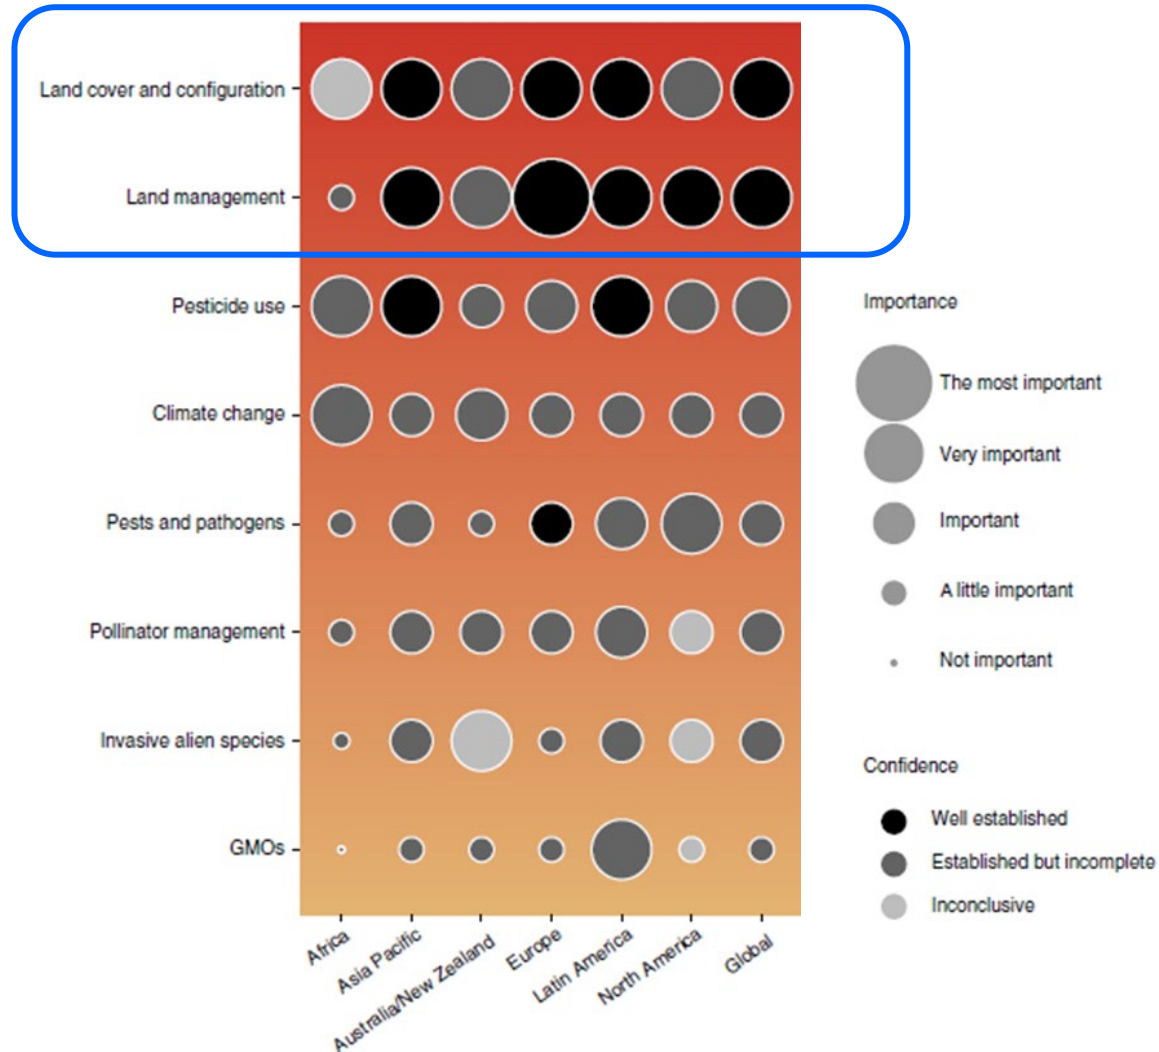 Land cover and configuration
Land management
Pesticide use
Climate change
Pests and pathogens
Pollinator management
Invasive alien species
GMOs
Africa
Asia Pacific
Australia/New Zealand
Europe
Latin America
North America
Global
Importance
The most important
Very important
Important
A little important
Not important
Confidence
Well established
Established but incomplete
Inconclusive